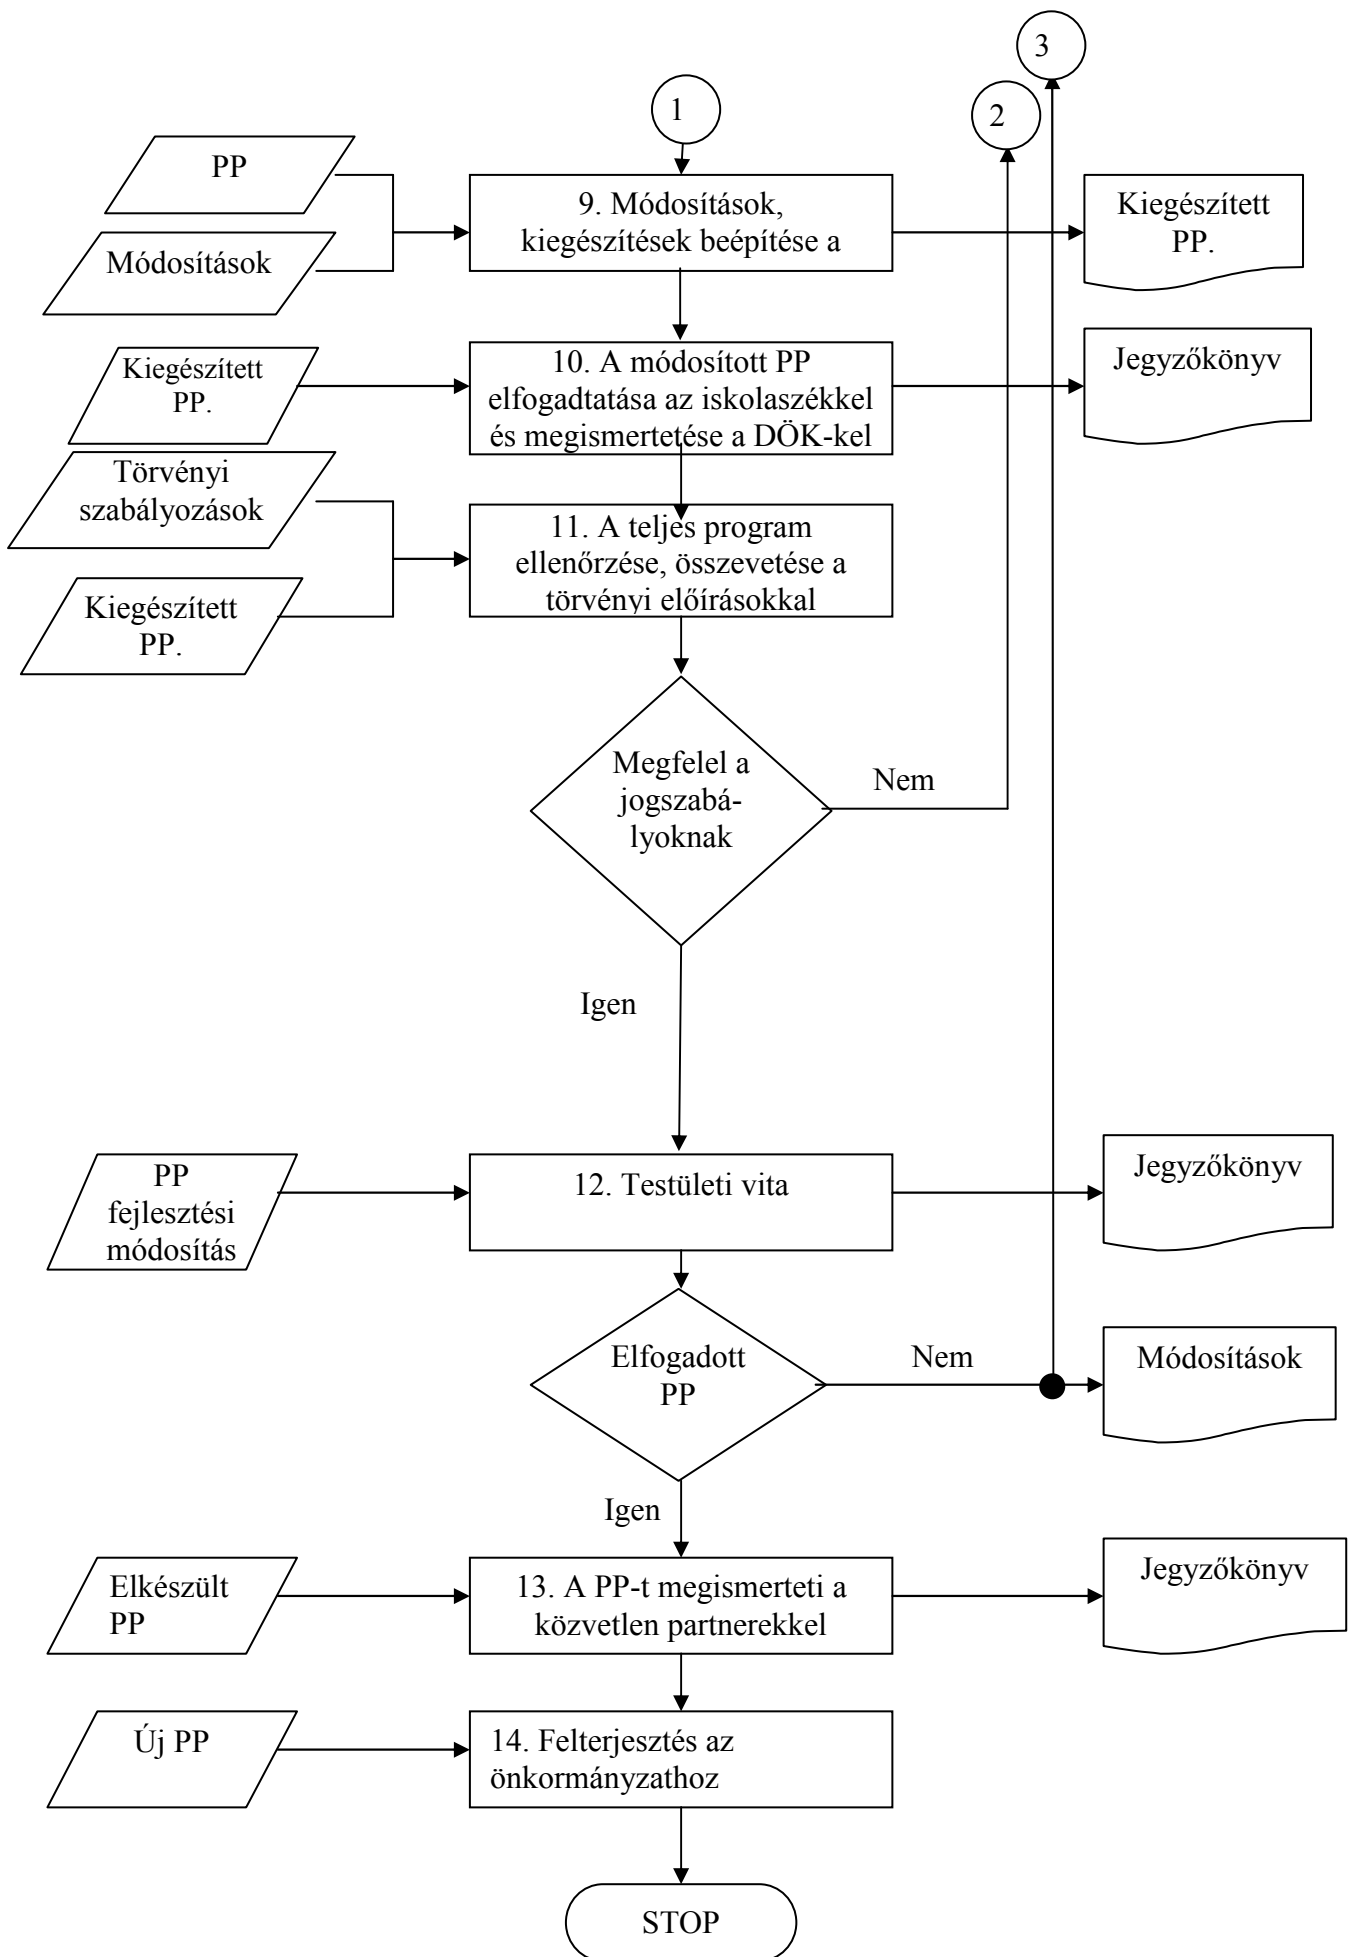 3
1
2
PP
9. Módosítások,
kiegészítések beépítése a
Kiegészített
PP.
Módosítások
Kiegészített
PP.
10. A módosított PP
elfogadtatása az iskolaszékkel
és megismertetése a DÖK-kel
Jegyzőkönyv
Törvényi
szabályozások
11. A teljes program
ellenőrzése, összevetése a
törvényi előírásokkal
Kiegészített
PP.
Megfelel a
jogszabá-
lyoknak
Nem
Igen
PP
fejlesztési
módosítás
12. Testületi vita
Jegyzőkönyv
Elfogadott
PP
Nem
Módosítások
Igen
Elkészült
PP
13. A PP-t megismerteti a
közvetlen partnerekkel
Jegyzőkönyv
Új PP
14. Felterjesztés az
önkormányzathoz
STOP